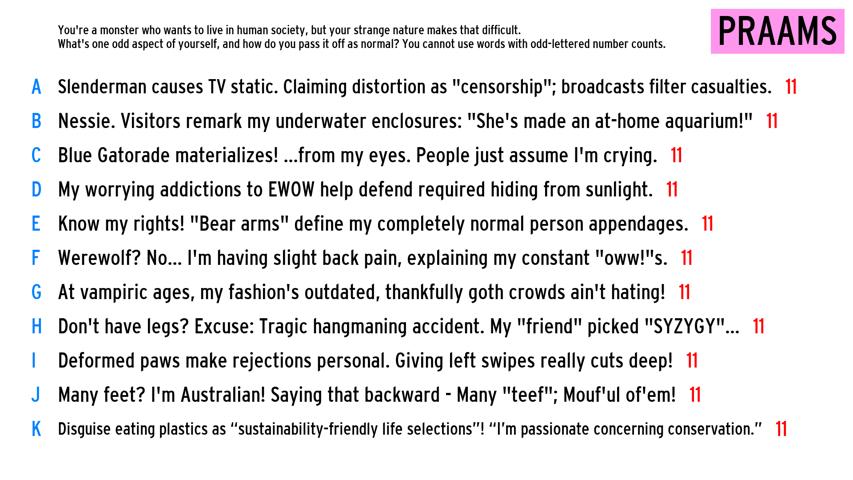 You're a monster who wants to live in human society, but your strange nature makes that difficult.
What's one odd aspect of yourself, and how do you pass it off as normal? You cannot use words with odd-lettered number counts.
PRAAMS
A Slenderman causes TV static. Claiming distortion as "censorship"; broadcasts filter casualties. 11
B Nessie. Visitors remark my underwater enclosures: "She's made an at-home aquarium!" 11
C Blue Gatorade materializes! ...from my eyes. People just assume I'm crying. 11
D My worrying addictions to EWOW help defend required hiding from sunlight. 11
E Know my rights! "Bear arms" define my completely normal person appendages. 11
F Werewolf? No... I'm having slight back pain, explaining my constant "oww!"s. 11
G At vampiric ages, my fashion's outdated, thankfully goth crowds ain't hating! 11
H Don't have legs? Excuse: Tragic hangmaning accident. My "friend" picked "SYZYGY"... 11
I Deformed paws make rejections personal. Giving left swipes really cuts deep! 11
J Many feet? I'm Australian! Saying that backward - Many "teef"; Mouf'ul of'em! 11
K Disguise eating plastics as “sustainability-friendly life selections”! “I’m passionate concerning conservation.” 11